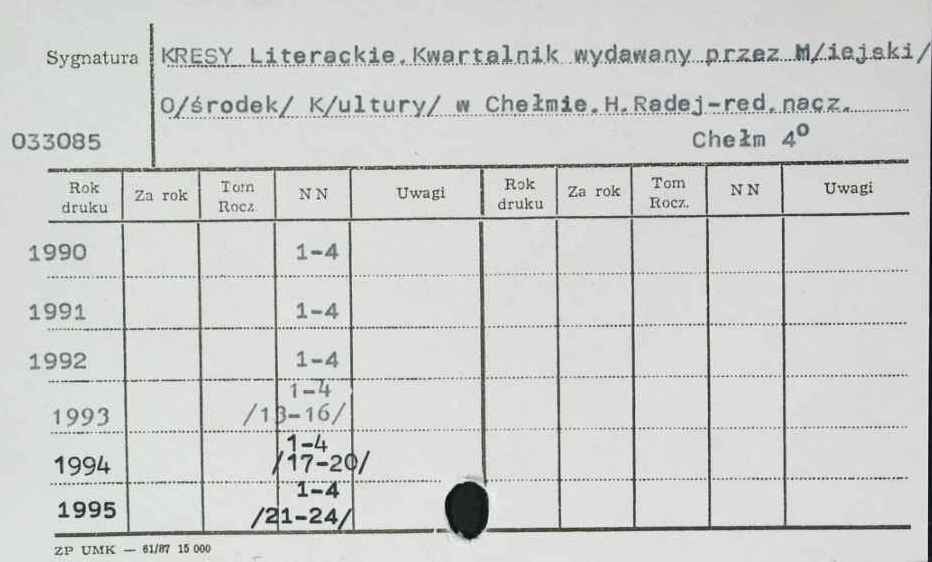 Sygnatura KRESY Literackie.Kwartalnik wydawany przez M/iejski/
O/środek/ K/ultury/ w Chełmie.H.Radej-red.nacz.
033085 Chełm 4°
Rok druku Za rok Tom Rocz. NN Uwagi Rok druku Za rok Tom Rocz. NN Uwagi
1990 1-4
1991 1-4
1992 1-4
1-4
1993 /13-16/
1-4
1994 /17-20/
1-4
1995 /21-24/
ZP UMK — 61/87 15 000